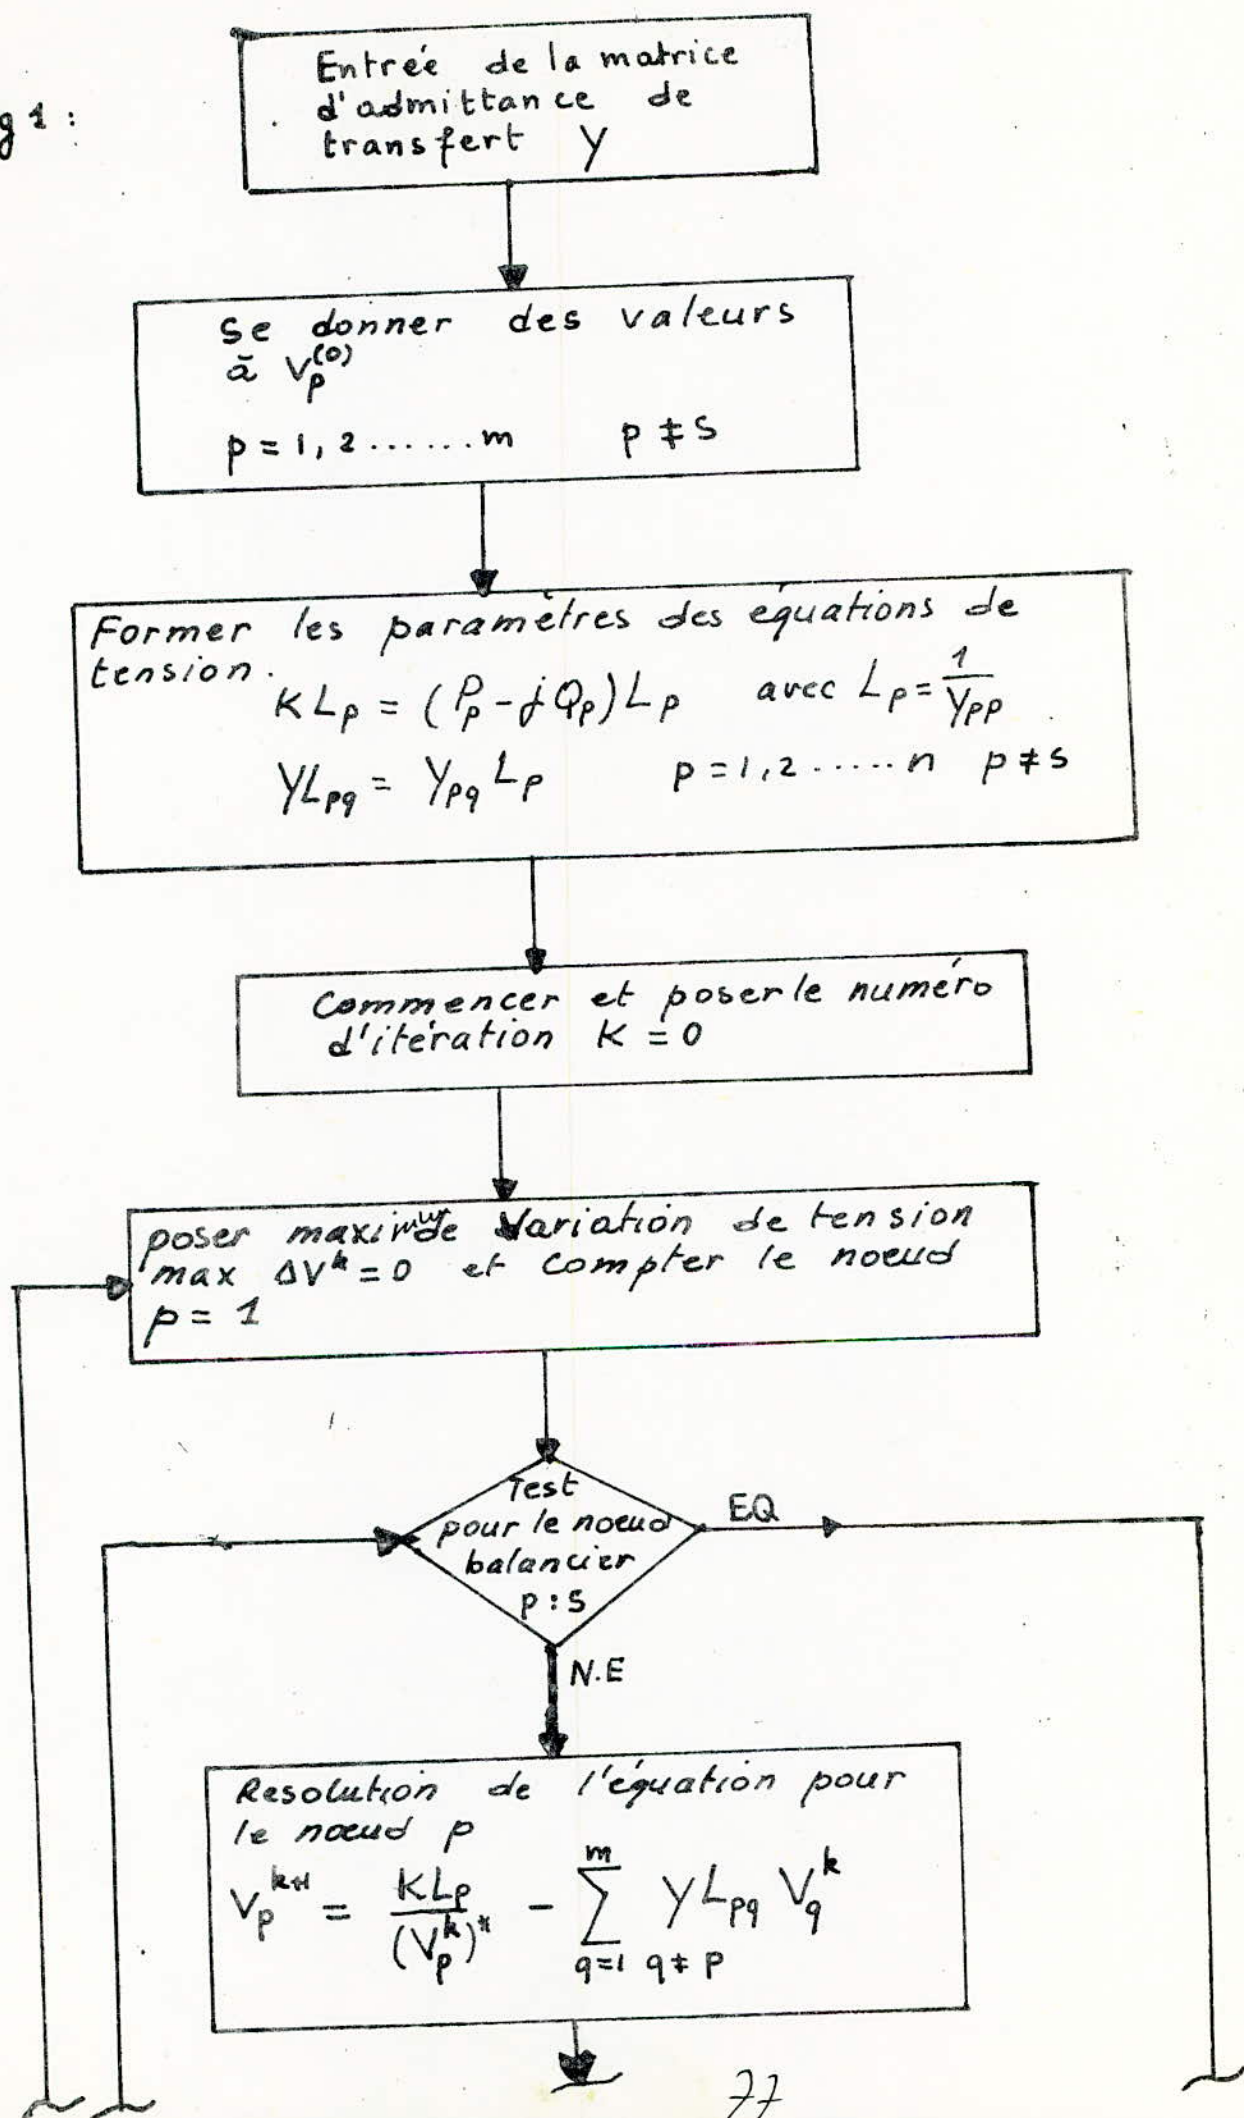 g 1 :
Entrée de la matrice
d'admittance de
transfert Y
Se donner des valeurs
à V_p^(0)
p = 1, 2 ...... m p ≠ S
Former les paramètres des équations de
tension.
KL_p = (P_p - jQ_p) L_p avec L_p = 1/Y_pp
YL_pq = Y_pq L_p p = 1, 2 ..... n p ≠ s
Commencer et poser le numéro
d'itération K = 0
poser maximum de Variation de tension
max ΔV^k = 0 et compter le noeud
p = 1
Test
pour le noeud
balancier
p : S
EQ
N.E
Resolution de l'équation pour
le noeud p
V_p^k+1 = KL_p / (V_p^k)* - ∑_{q=1 q≠p}^{m} YL_pq V_q^k
77